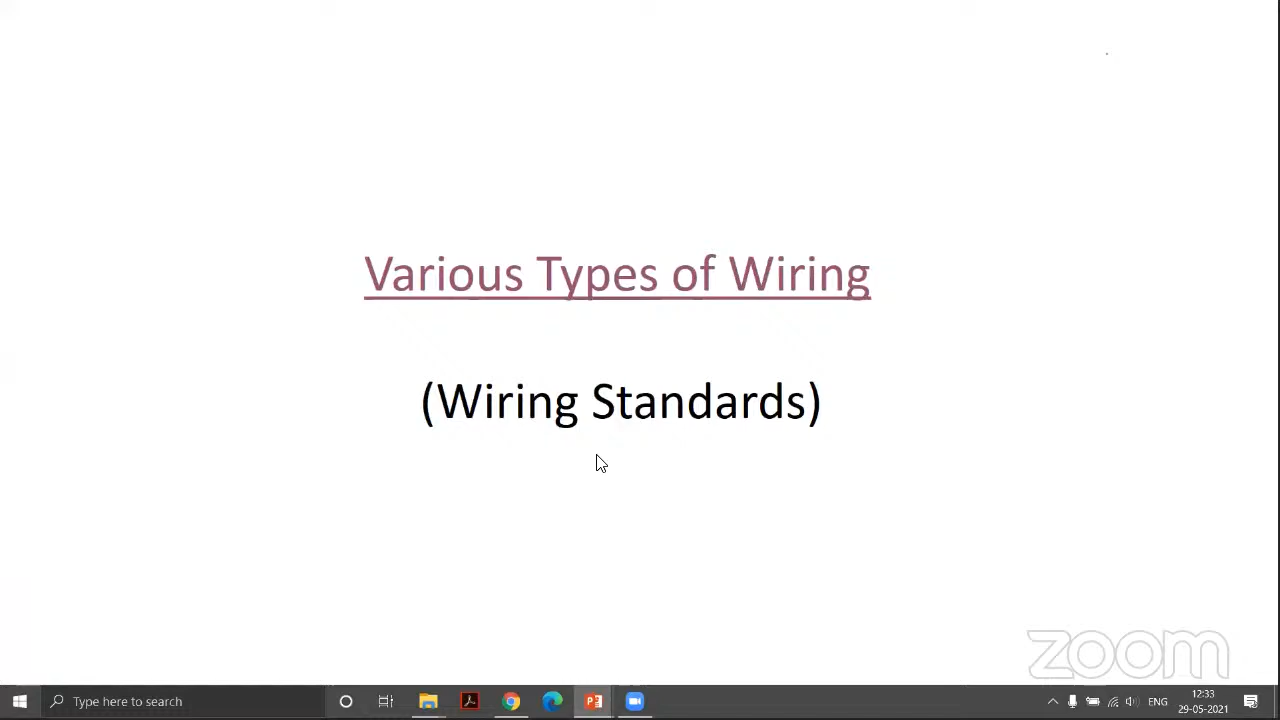 Various Types of Wiring
(Wiring Standards)
zoom
Type here to search
ENG
12:33
29-05-2021